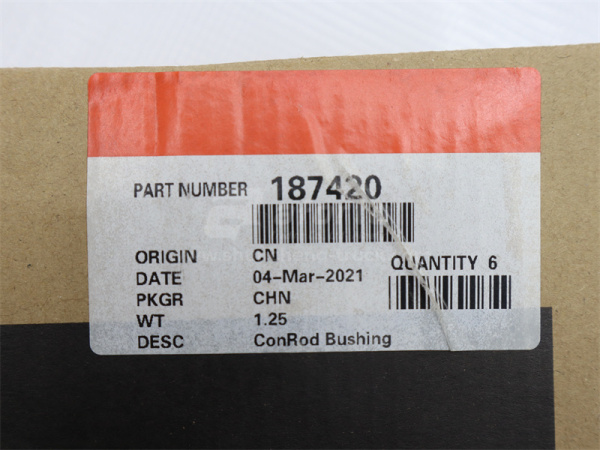 PART NUMBER 187420
ORIGIN CN
DATE 04-Mar-2021
QUANTITY 6
PKGR CHN
WT 1.25
DESC ConRod Bushing